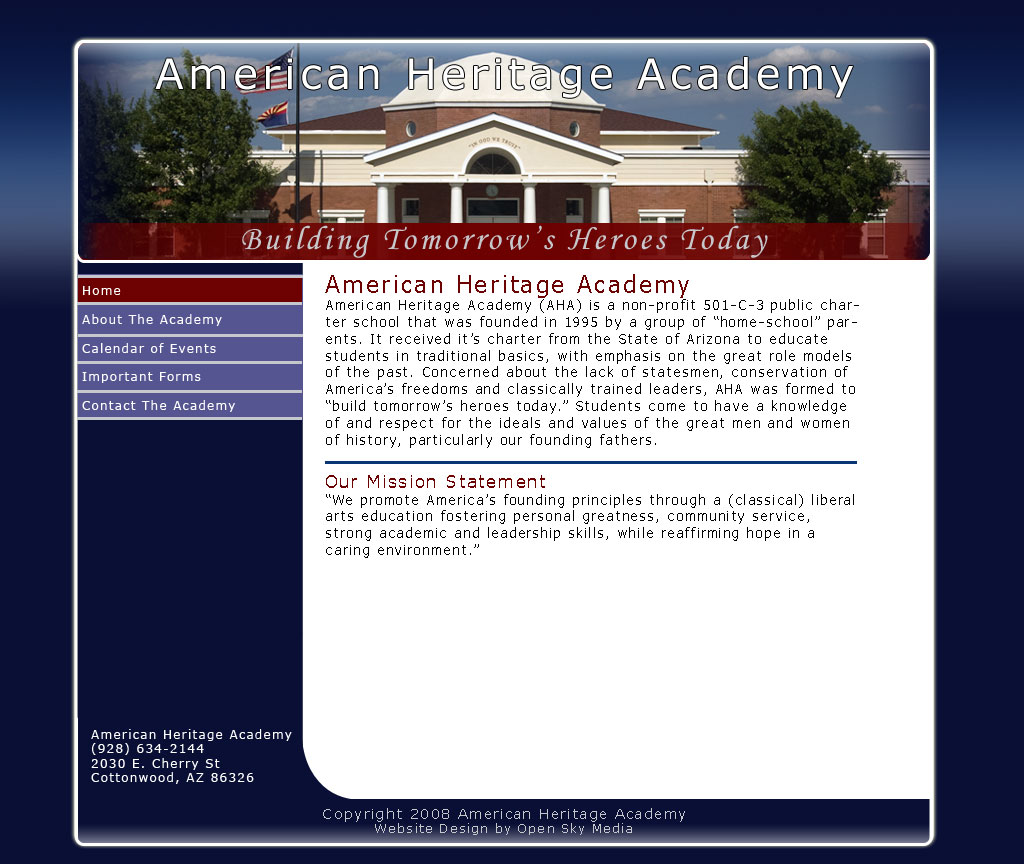 American Heritage Academy
"IN GOD WE TRUST"
Building Tomorrow’s Heroes Today
Home
About The Academy
Calendar of Events
Important Forms
Contact The Academy
American Heritage Academy
American Heritage Academy (AHA) is a non-profit 501-C-3 public char-
ter school that was founded in 1995 by a group of “home-school” par-
ents. It received it’s charter from the State of Arizona to educate
students in traditional basics, with emphasis on the great role models
of the past. Concerned about the lack of statesmen, conservation of
America’s freedoms and classically trained leaders, AHA was formed to
“build tomorrow’s heroes today.” Students come to have a knowledge
of and respect for the ideals and values of the great men and women
of history, particularly our founding fathers.
Our Mission Statement
“We promote America’s founding principles through a (classical) liberal
arts education fostering personal greatness, community service,
strong academic and leadership skills, while reaffirming hope in a
caring environment.”
American Heritage Academy
(928) 634-2144
2030 E. Cherry St
Cottonwood, AZ 86326
Copyright 2008 American Heritage Academy
Website Design by Open Sky Media